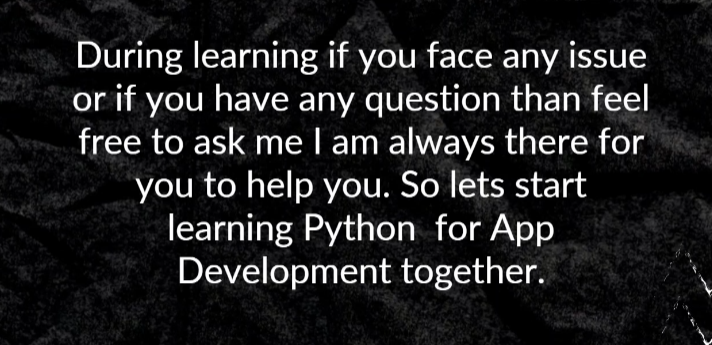 During learning if you face any issue
or if you have any question than feel
free to ask me I am always there for
you to help you. So lets start
learning Python  for App
Development together.